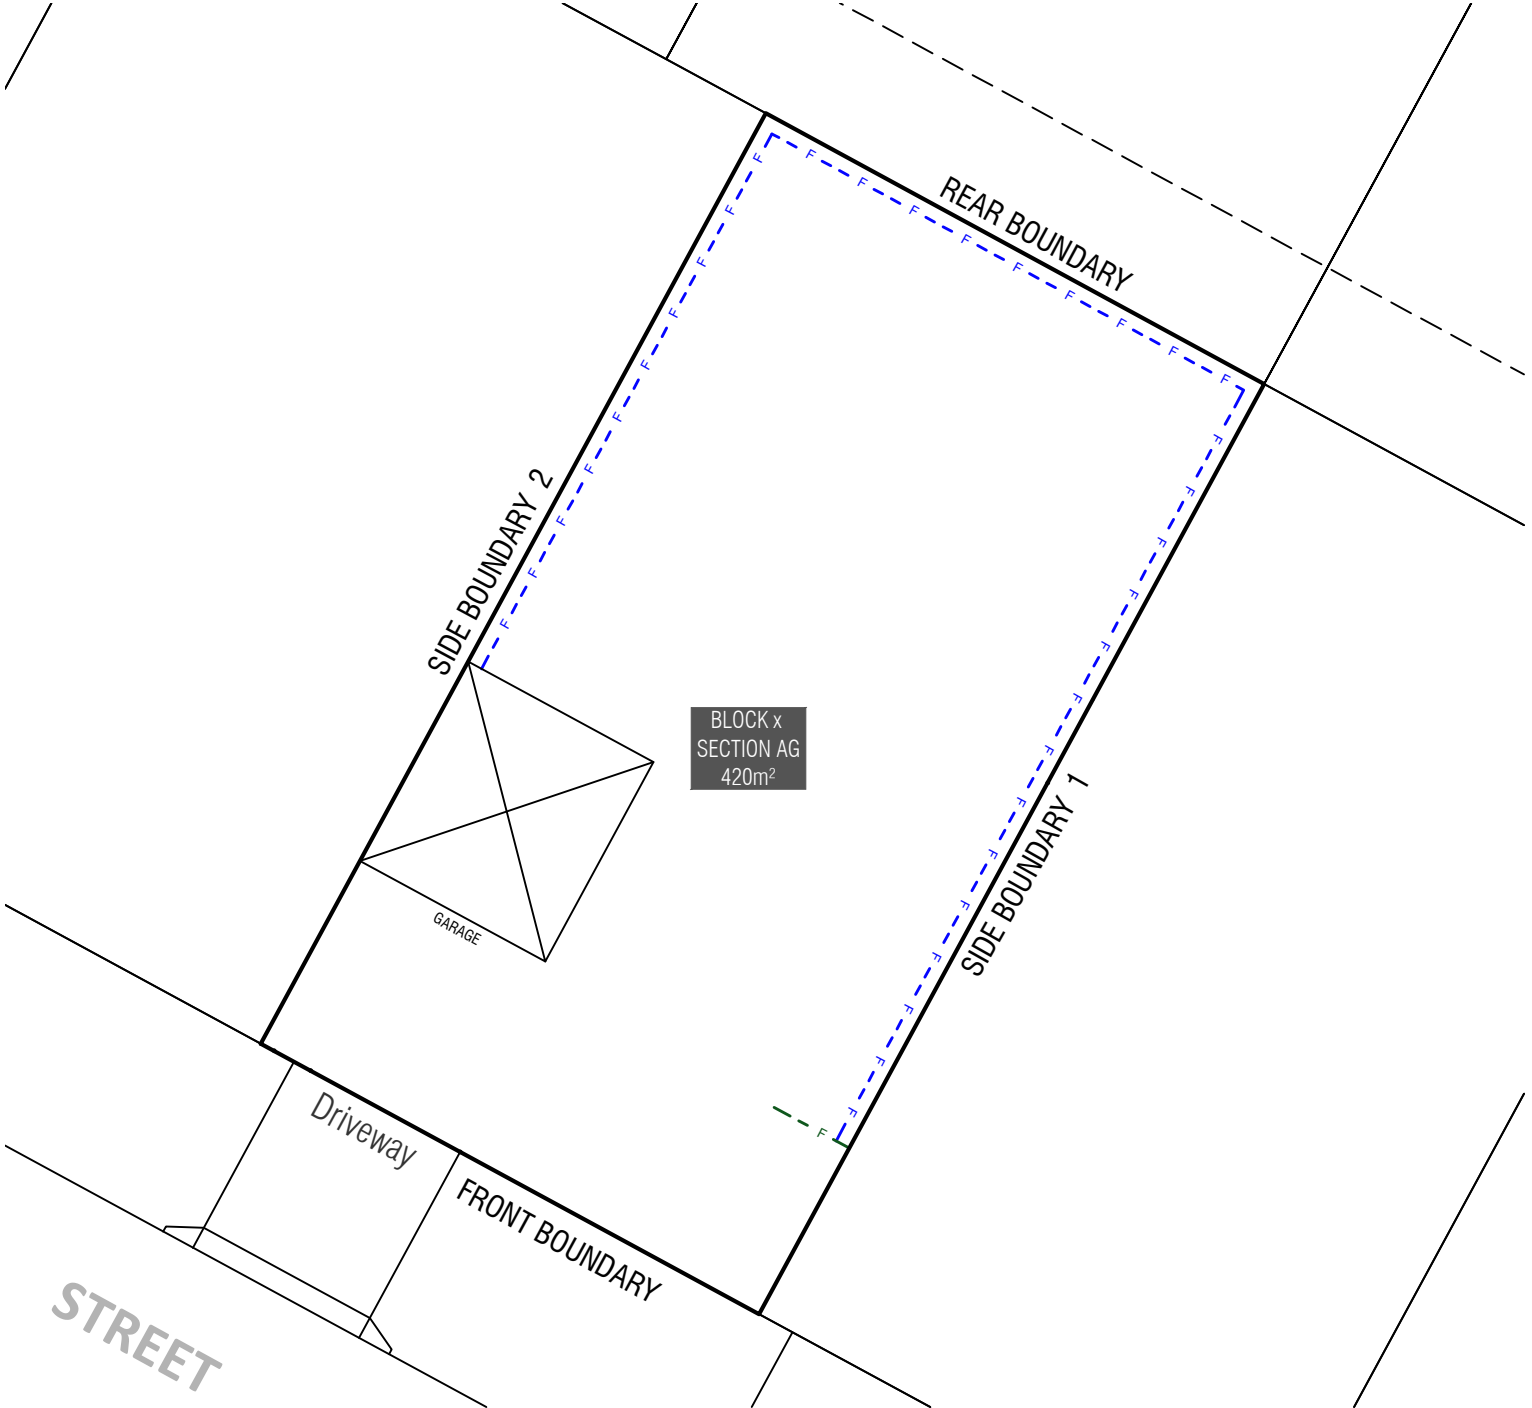 REAR BOUNDARY
F F F F F F F F F
F F F F F F F F F F
SIDE BOUNDARY 2
F F F F F F F F F F F F F F
BLOCK x
SECTION AG
420m²
SIDE BOUNDARY 1
GARAGE
F
Driveway
FRONT BOUNDARY
STREET